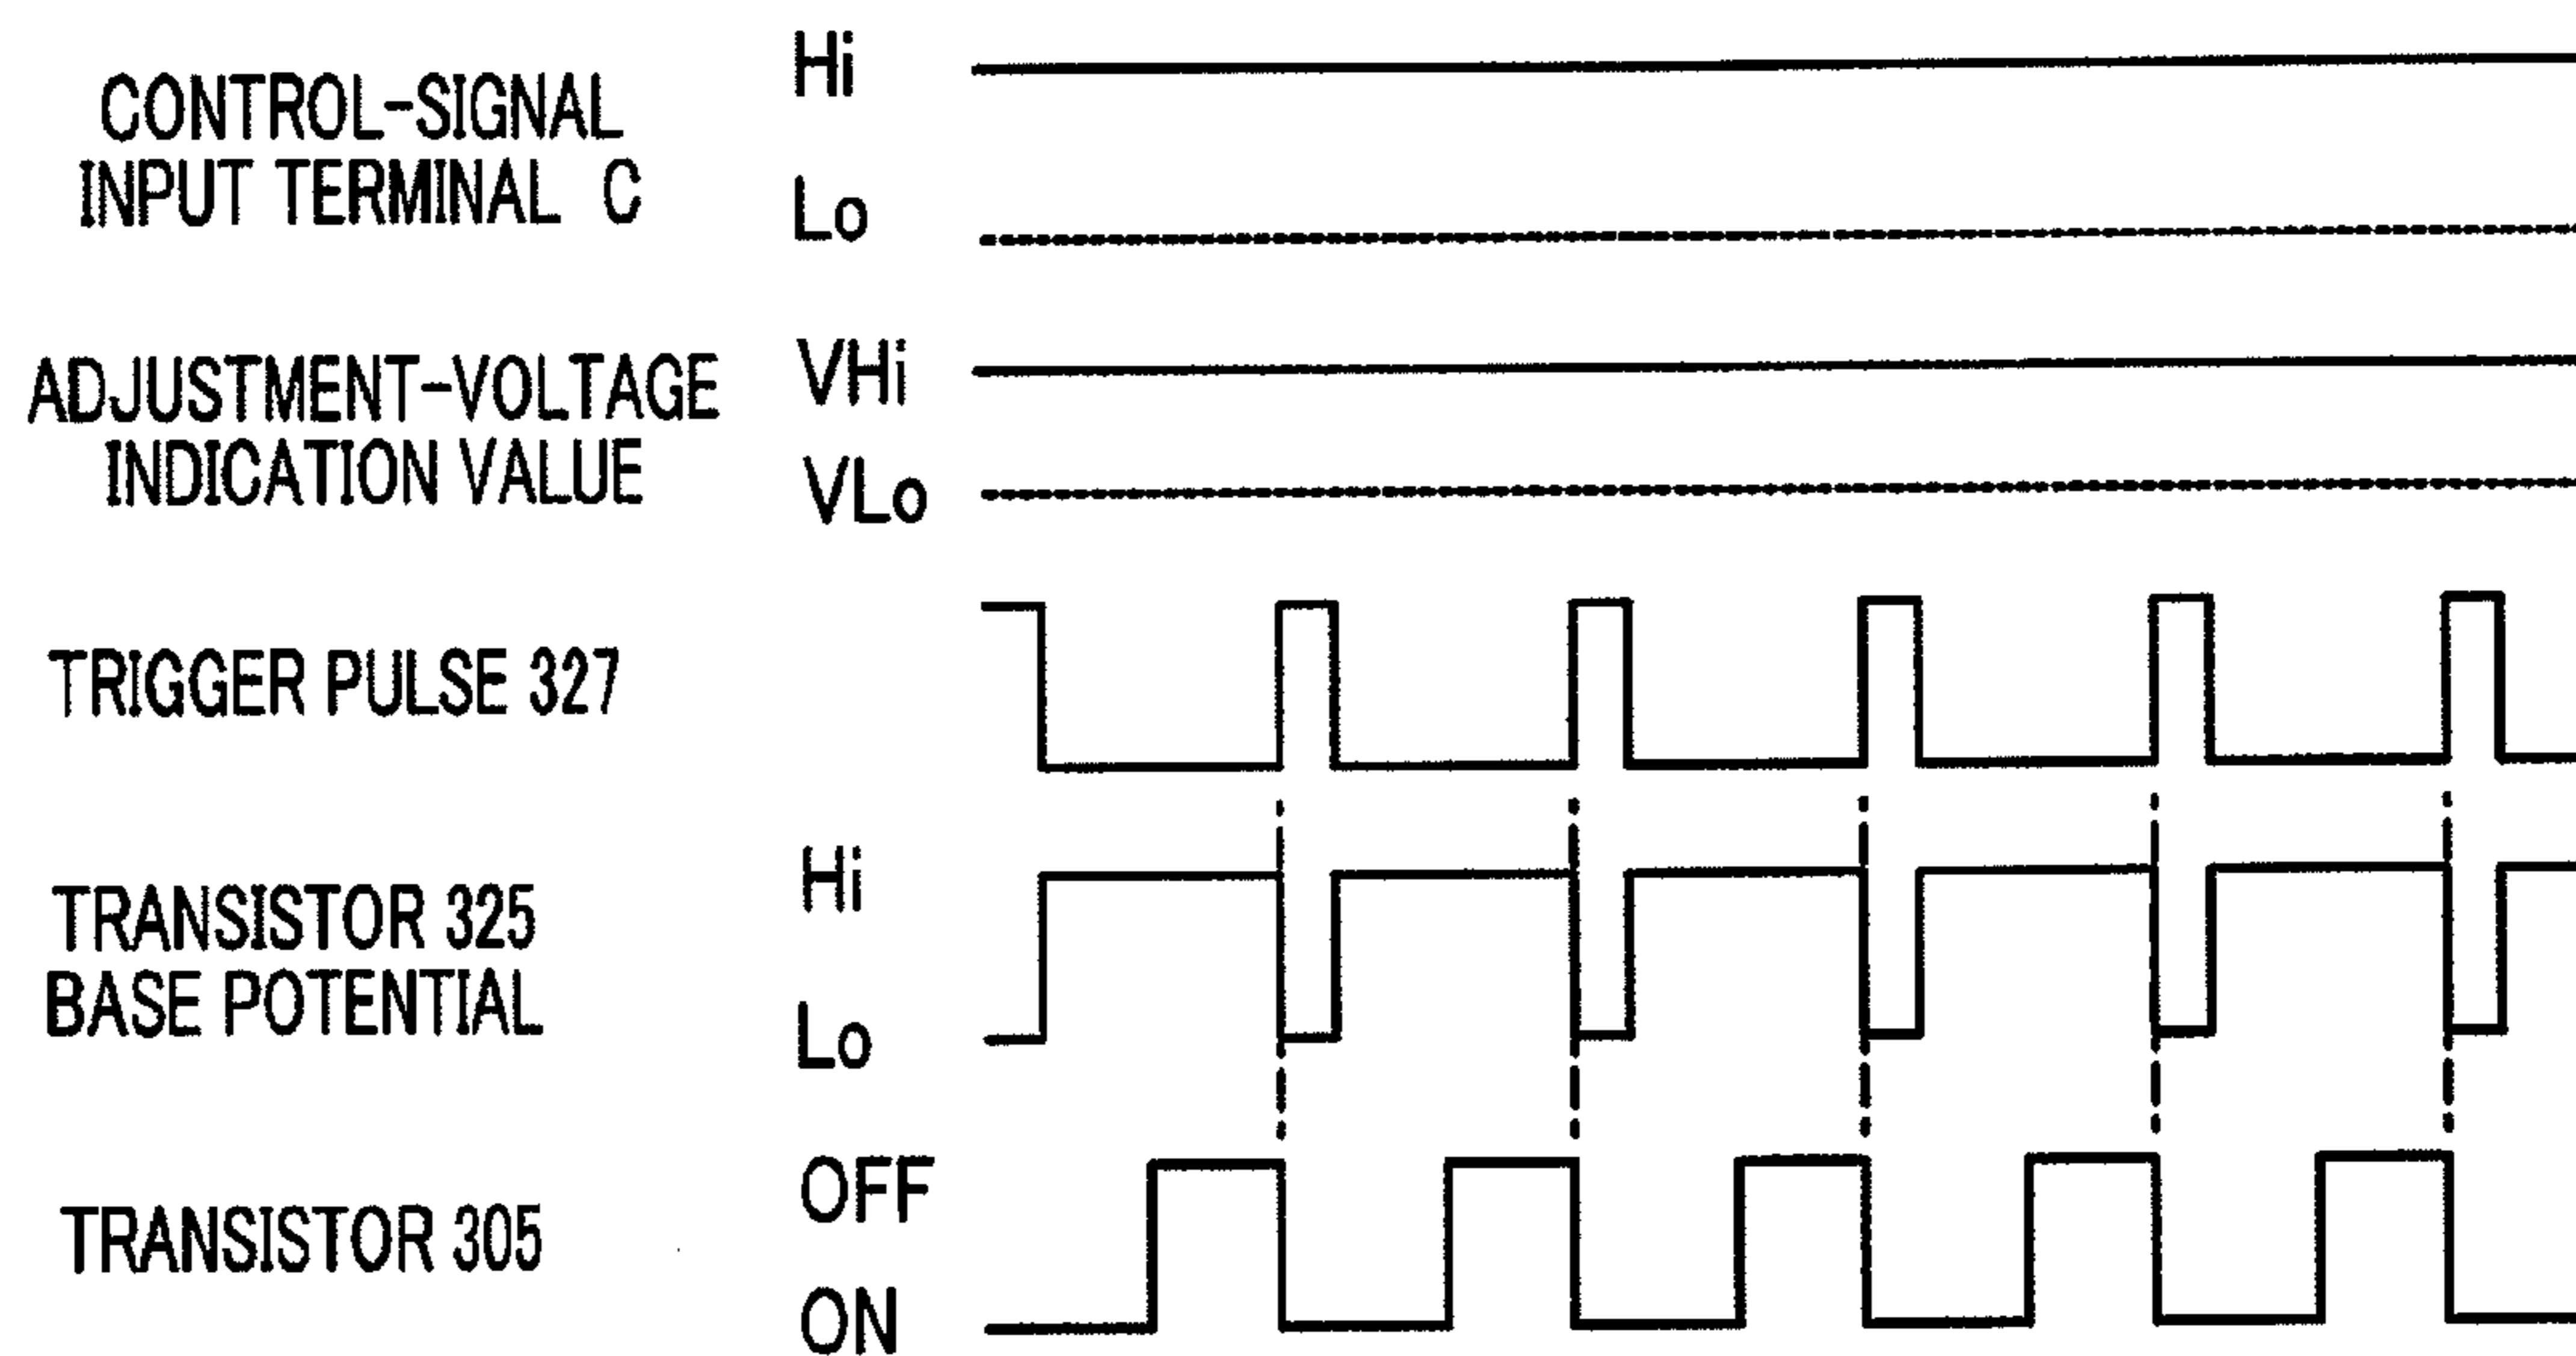 CONTROL-SIGNAL
INPUT TERMINAL C
Hi
Lo
ADJUSTMENT-VOLTAGE
INDICATION VALUE
VHi
VLo
TRIGGER PULSE 327
TRANSISTOR 325
BASE POTENTIAL
Hi
Lo
TRANSISTOR 305
OFF
ON